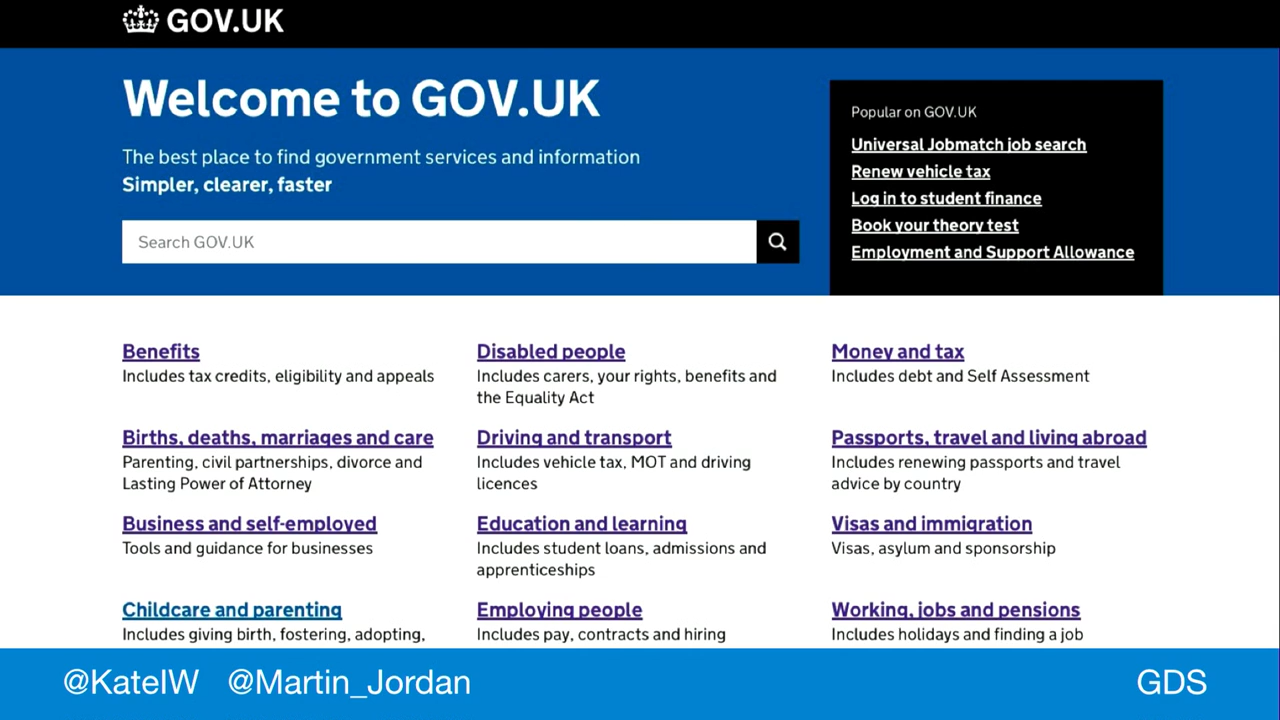 GOV.UK
Welcome to GOV.UK
The best place to find government services and information
Simpler, clearer, faster
Search GOV.UK
Popular on GOV.UK
Universal Jobmatch job search
Renew vehicle tax
Log in to student finance
Book your theory test
Employment and Support Allowance
Benefits
Includes tax credits, eligibility and appeals
Disabled people
Includes carers, your rights, benefits and
the Equality Act
Money and tax
Includes debt and Self Assessment
Births, deaths, marriages and care
Parenting, civil partnerships, divorce and
Lasting Power of Attorney
Driving and transport
Includes vehicle tax, MOT and driving
licences
Passports, travel and living abroad
Includes renewing passports and travel
advice by country
Business and self-employed
Tools and guidance for businesses
Education and learning
Includes student loans, admissions and
apprenticeships
Visas and immigration
Visas, asylum and sponsorship
Childcare and parenting
Includes giving birth, fostering, adopting,
Employing people
Includes pay, contracts and hiring
Working, jobs and pensions
Includes holidays and finding a job
@KateIW @Martin_Jordan
GDS